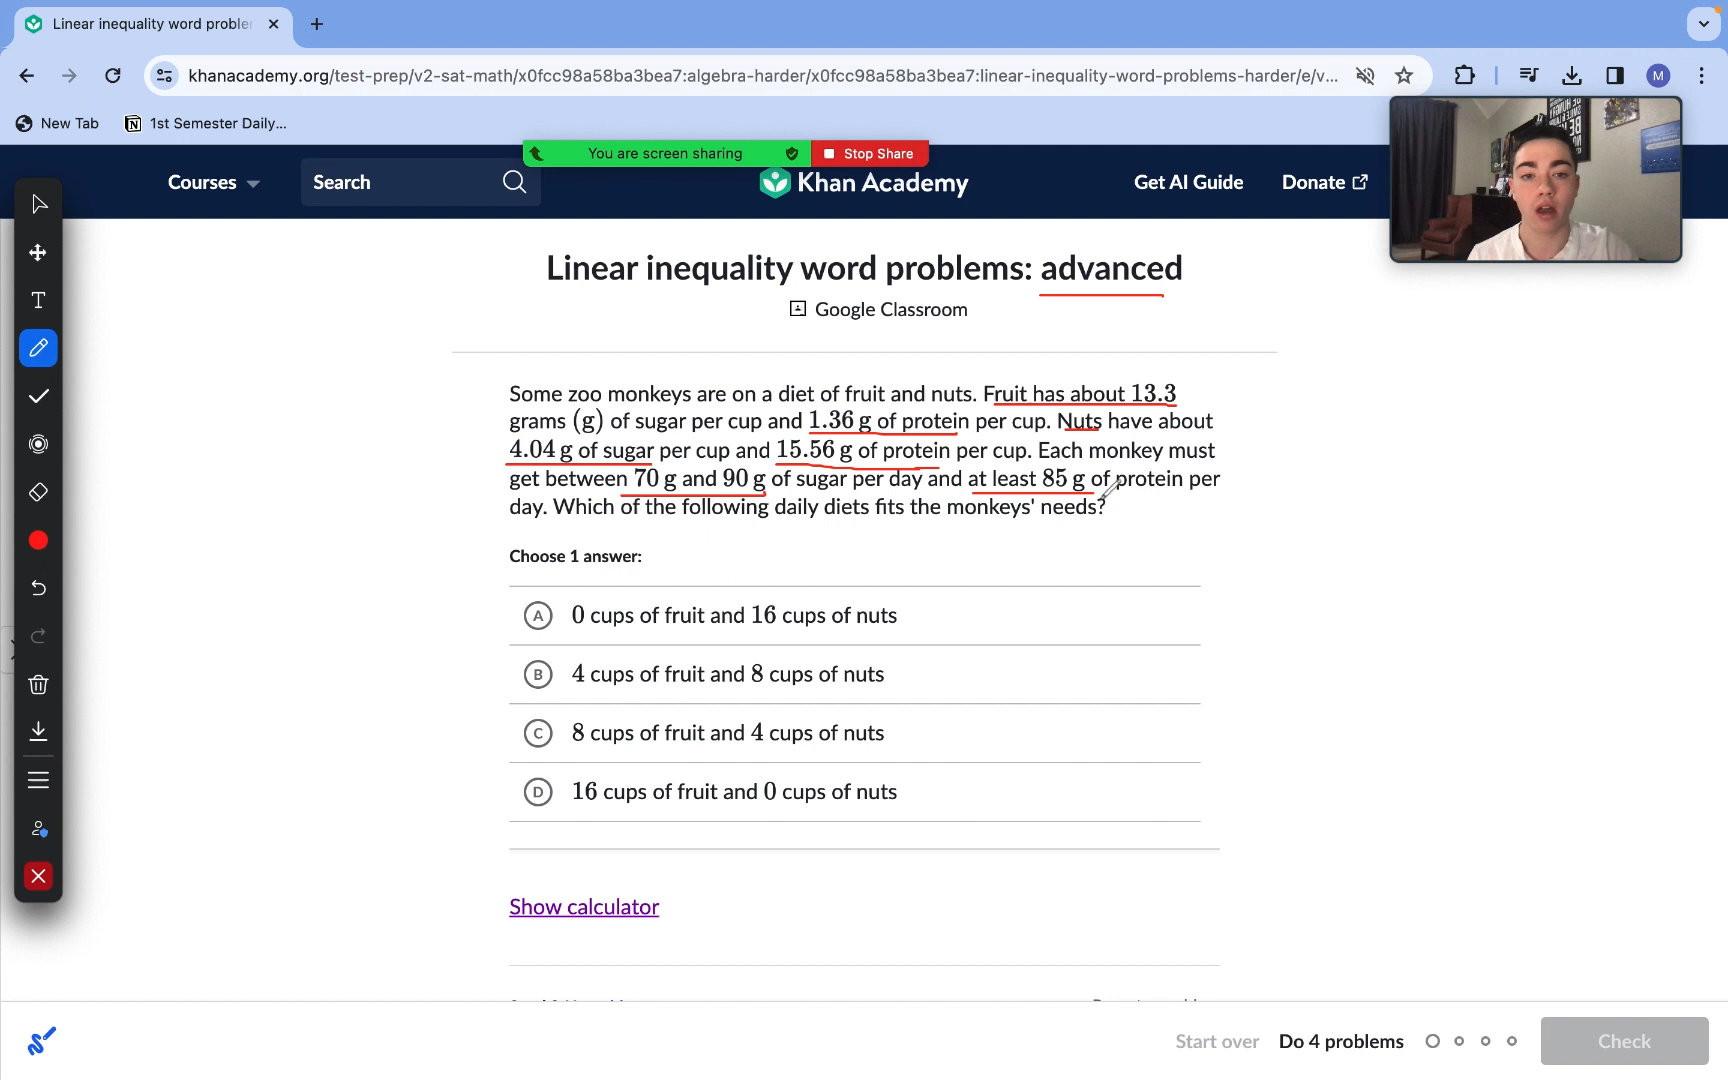 Linear inequality word proble
khanacademy.org/test-prep/v2-sat-math/x0fcc98a58ba3bea7:algebra-harder/x0fcc98a58ba3bea7:linear-inequality-word-problems-harder/e/v...
M
New Tab
1st Semester Daily...
You are screen sharing
Stop Share
Courses
Search
Khan Academy
Get AI Guide
Donate
Linear inequality word problems: advanced
Google Classroom
Some zoo monkeys are on a diet of fruit and nuts. Fruit has about 13.3
grams (g) of sugar per cup and 1.36 g of protein per cup. Nuts have about
4.04 g of sugar per cup and 15.56 g of protein per cup. Each monkey must
get between 70 g and 90 g of sugar per day and at least 85 g of protein per
day. Which of the following daily diets fits the monkeys' needs?
Choose 1 answer:
A 0 cups of fruit and 16 cups of nuts
B 4 cups of fruit and 8 cups of nuts
C 8 cups of fruit and 4 cups of nuts
D 16 cups of fruit and 0 cups of nuts
Show calculator
Start over
Do 4 problems
Check